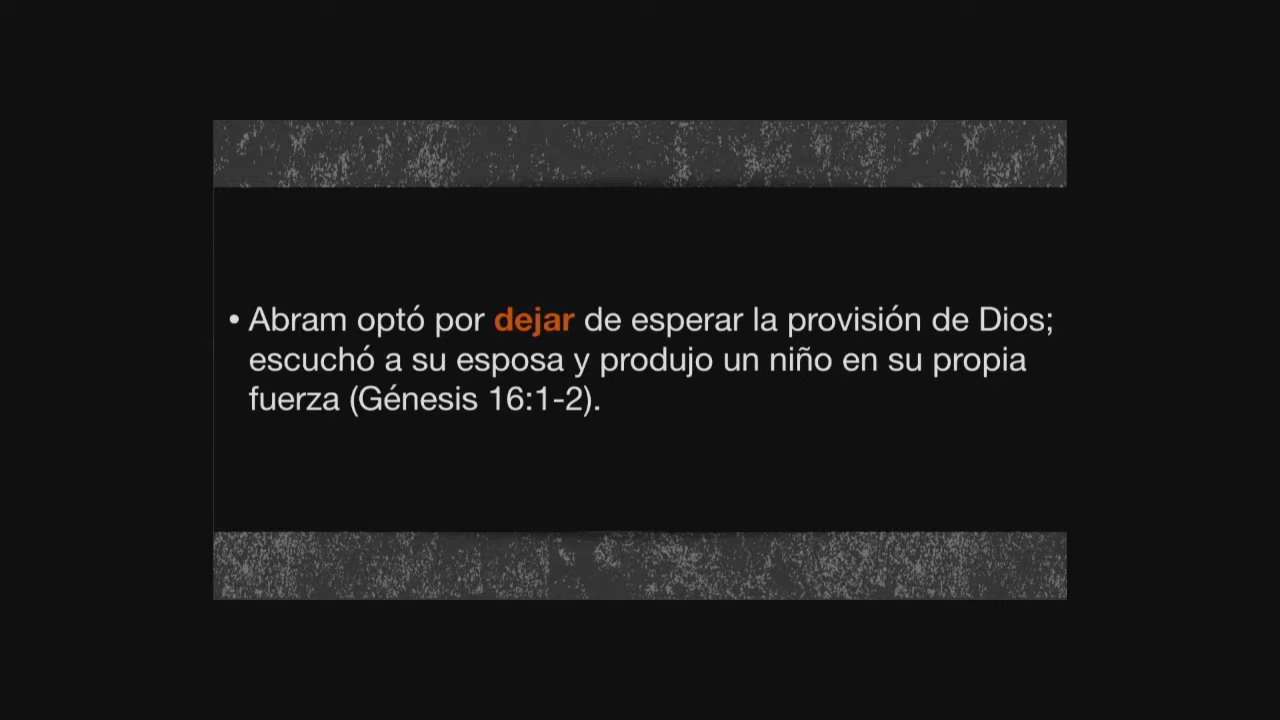 • Abram optó por dejar de esperar la provisión de Dios;
escuchó a su esposa y produjo un niño en su propia
fuerza (Génesis 16:1-2).